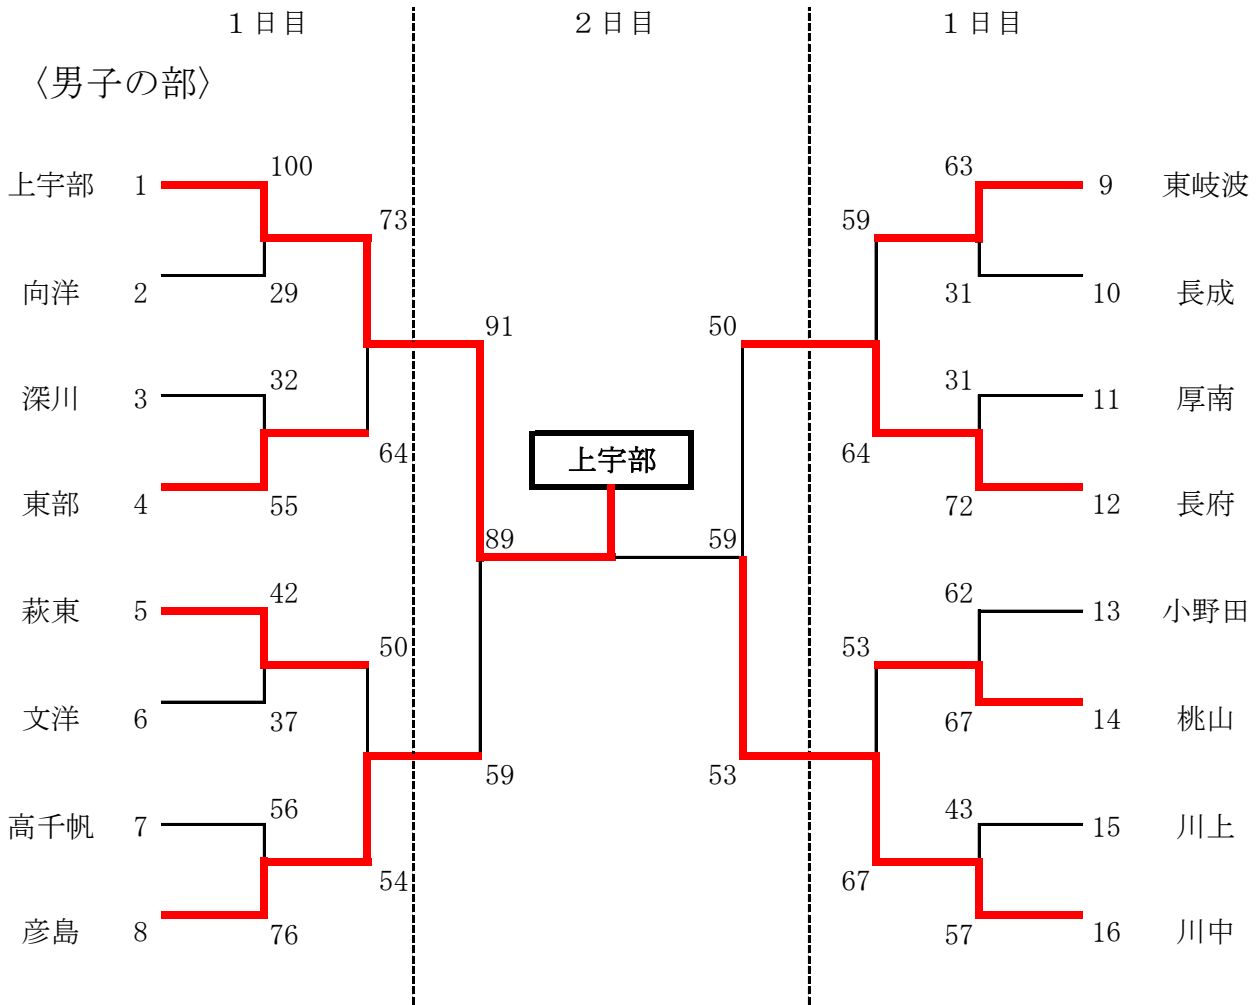 １日目 ２日目 １日目
〈男子の部〉
100 63
上宇部 1 9 東岐波
73 59
向洋 2 29 31 10 長成
91 50
32 31
深川 3 11 厚南
64 上宇部 64
東部 4 55 72 12 長府
89 59
42 62
萩東 5 13 小野田
50 53
文洋 6 37 67 14 桃山
59 53
56 43
高千帆 7 15 川上
54 67
彦島 8 76 57 16 川中